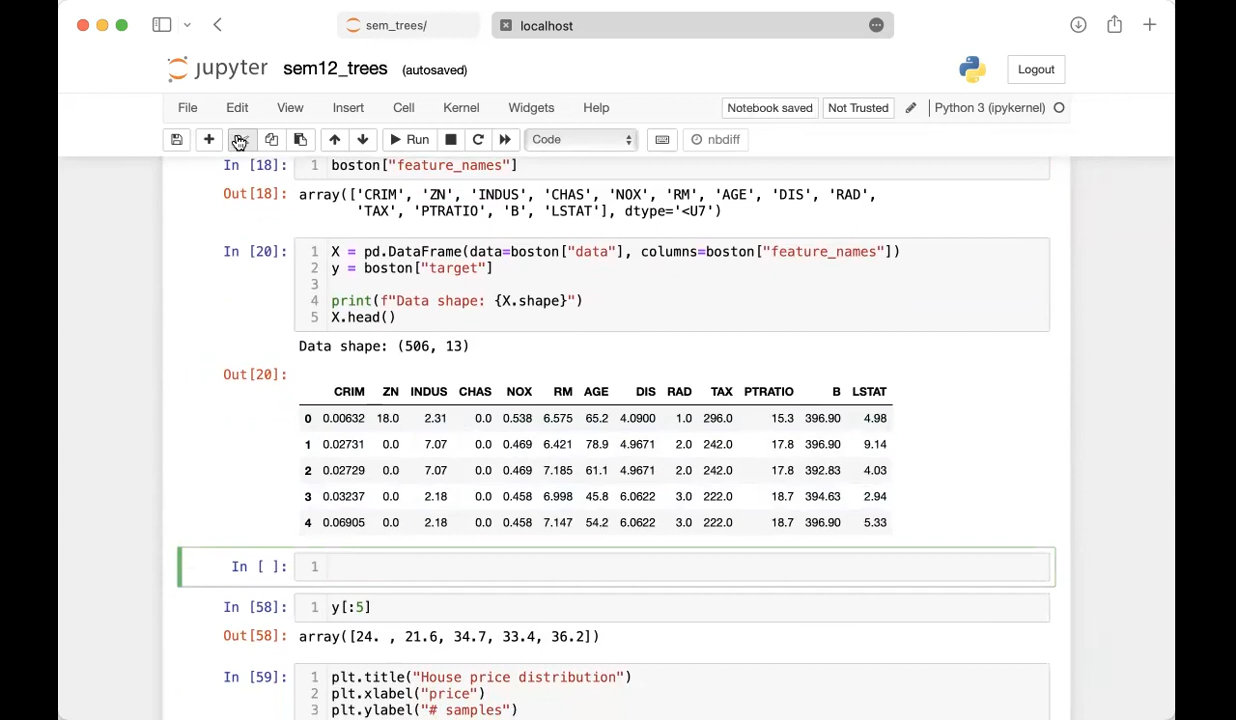 sem_trees/
localhost
jupyter sem12_trees (autosaved)
Logout
File Edit View Insert Cell Kernel Widgets Help
Notebook saved Not Trusted Python 3 (ipykernel)
Run Code nbdiff
In [18]: 1 boston["feature_names"]
Out[18]: array(['CRIM', 'ZN', 'INDUS', 'CHAS', 'NOX', 'RM', 'AGE', 'DIS', 'RAD',
'TAX', 'PTRATIO', 'B', 'LSTAT'], dtype='<U7')
In [20]: 1 X = pd.DataFrame(data=boston["data"], columns=boston["feature_names"])
2 y = boston["target"]
3
4 print(f"Data shape: {X.shape}")
5 X.head()
Data shape: (506, 13)
Out[20]:
CRIM ZN INDUS CHAS NOX RM AGE DIS RAD TAX PTRATIO B LSTAT
0 0.00632 18.0 2.31 0.0 0.538 6.575 65.2 4.0900 1.0 296.0 15.3 396.90 4.98
1 0.02731 0.0 7.07 0.0 0.469 6.421 78.9 4.9671 2.0 242.0 17.8 396.90 9.14
2 0.02729 0.0 7.07 0.0 0.469 7.185 61.1 4.9671 2.0 242.0 17.8 392.83 4.03
3 0.03237 0.0 2.18 0.0 0.458 6.998 45.8 6.0622 3.0 222.0 18.7 394.63 2.94
4 0.06905 0.0 2.18 0.0 0.458 7.147 54.2 6.0622 3.0 222.0 18.7 396.90 5.33
In [ ]: 1
In [58]: 1 y[:5]
Out[58]: array([24. , 21.6, 34.7, 33.4, 36.2])
In [59]: 1 plt.title("House price distribution")
2 plt.xlabel("price")
3 plt.ylabel("# samples")